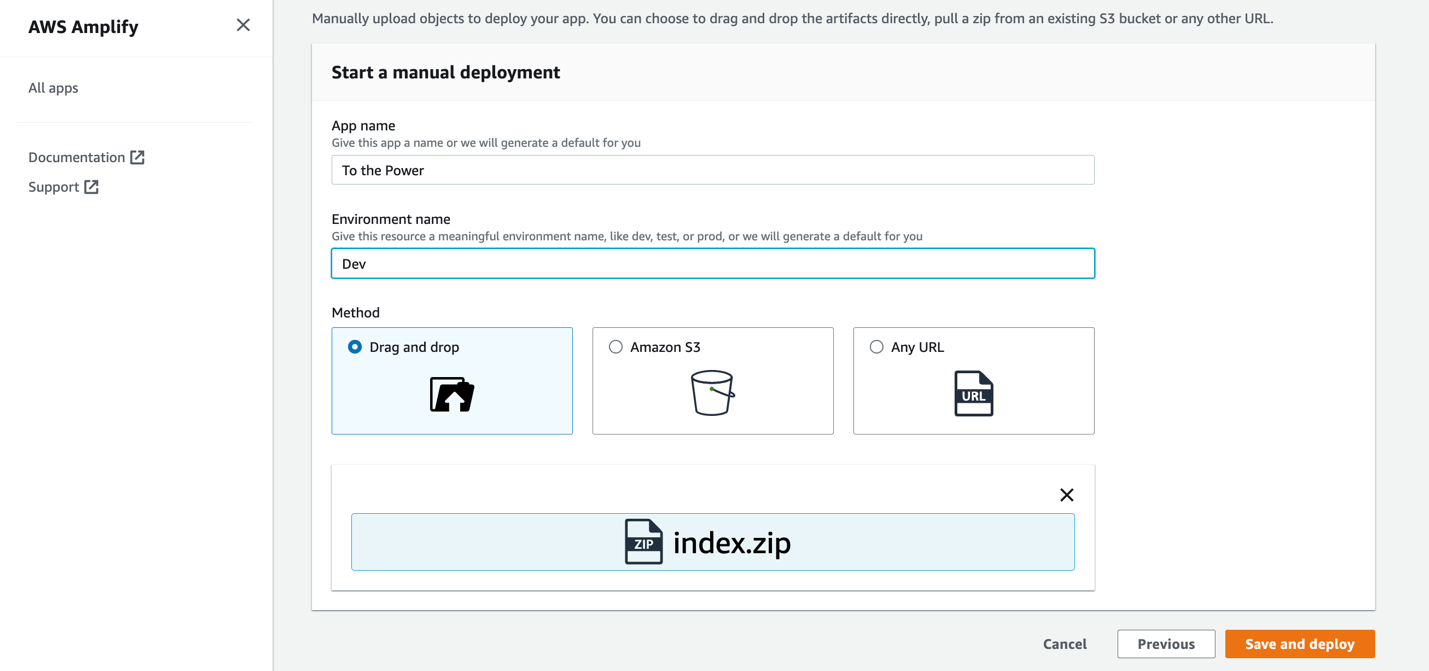 AWS Amplify
Manually upload objects to deploy your app. You can choose to drag and drop the artifacts directly, pull a zip from an existing S3 bucket or any other URL.
All apps
Documentation
Support
Start a manual deployment
App name
Give this app a name or we will generate a default for you
To the Power
Environment name
Give this resource a meaningful environment name, like dev, test, or prod, or we will generate a default for you
Dev
Method
Drag and drop
Amazon S3
Any URL
URL
ZIP index.zip
Cancel
Previous
Save and deploy